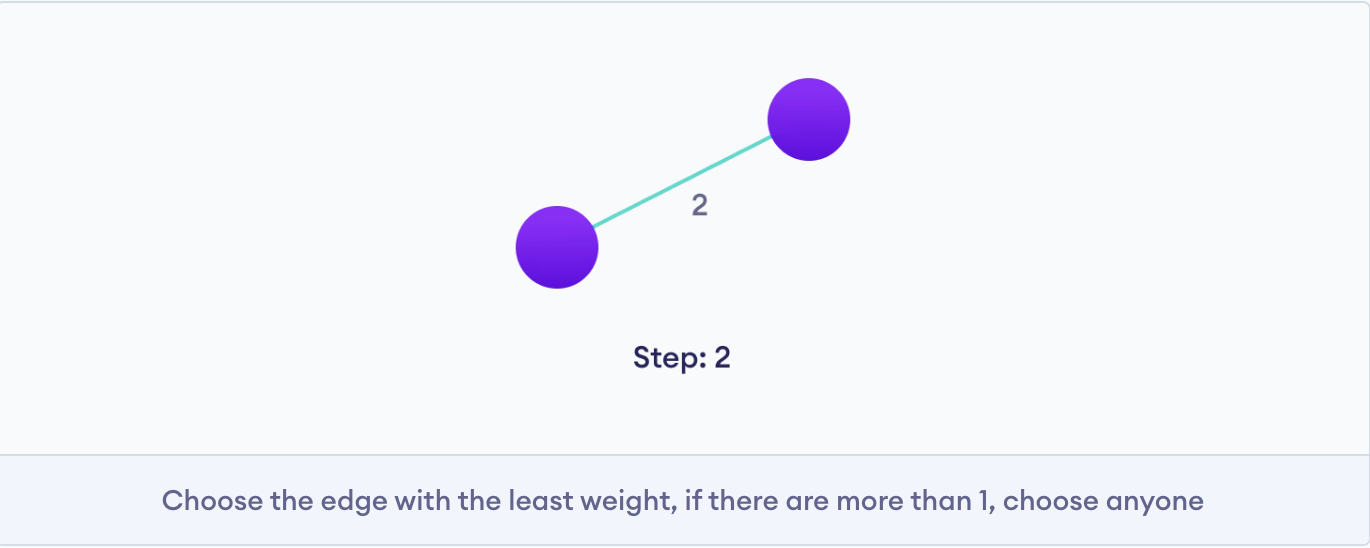 2
Step: 2
Choose the edge with the least weight, if there are more than 1, choose anyone